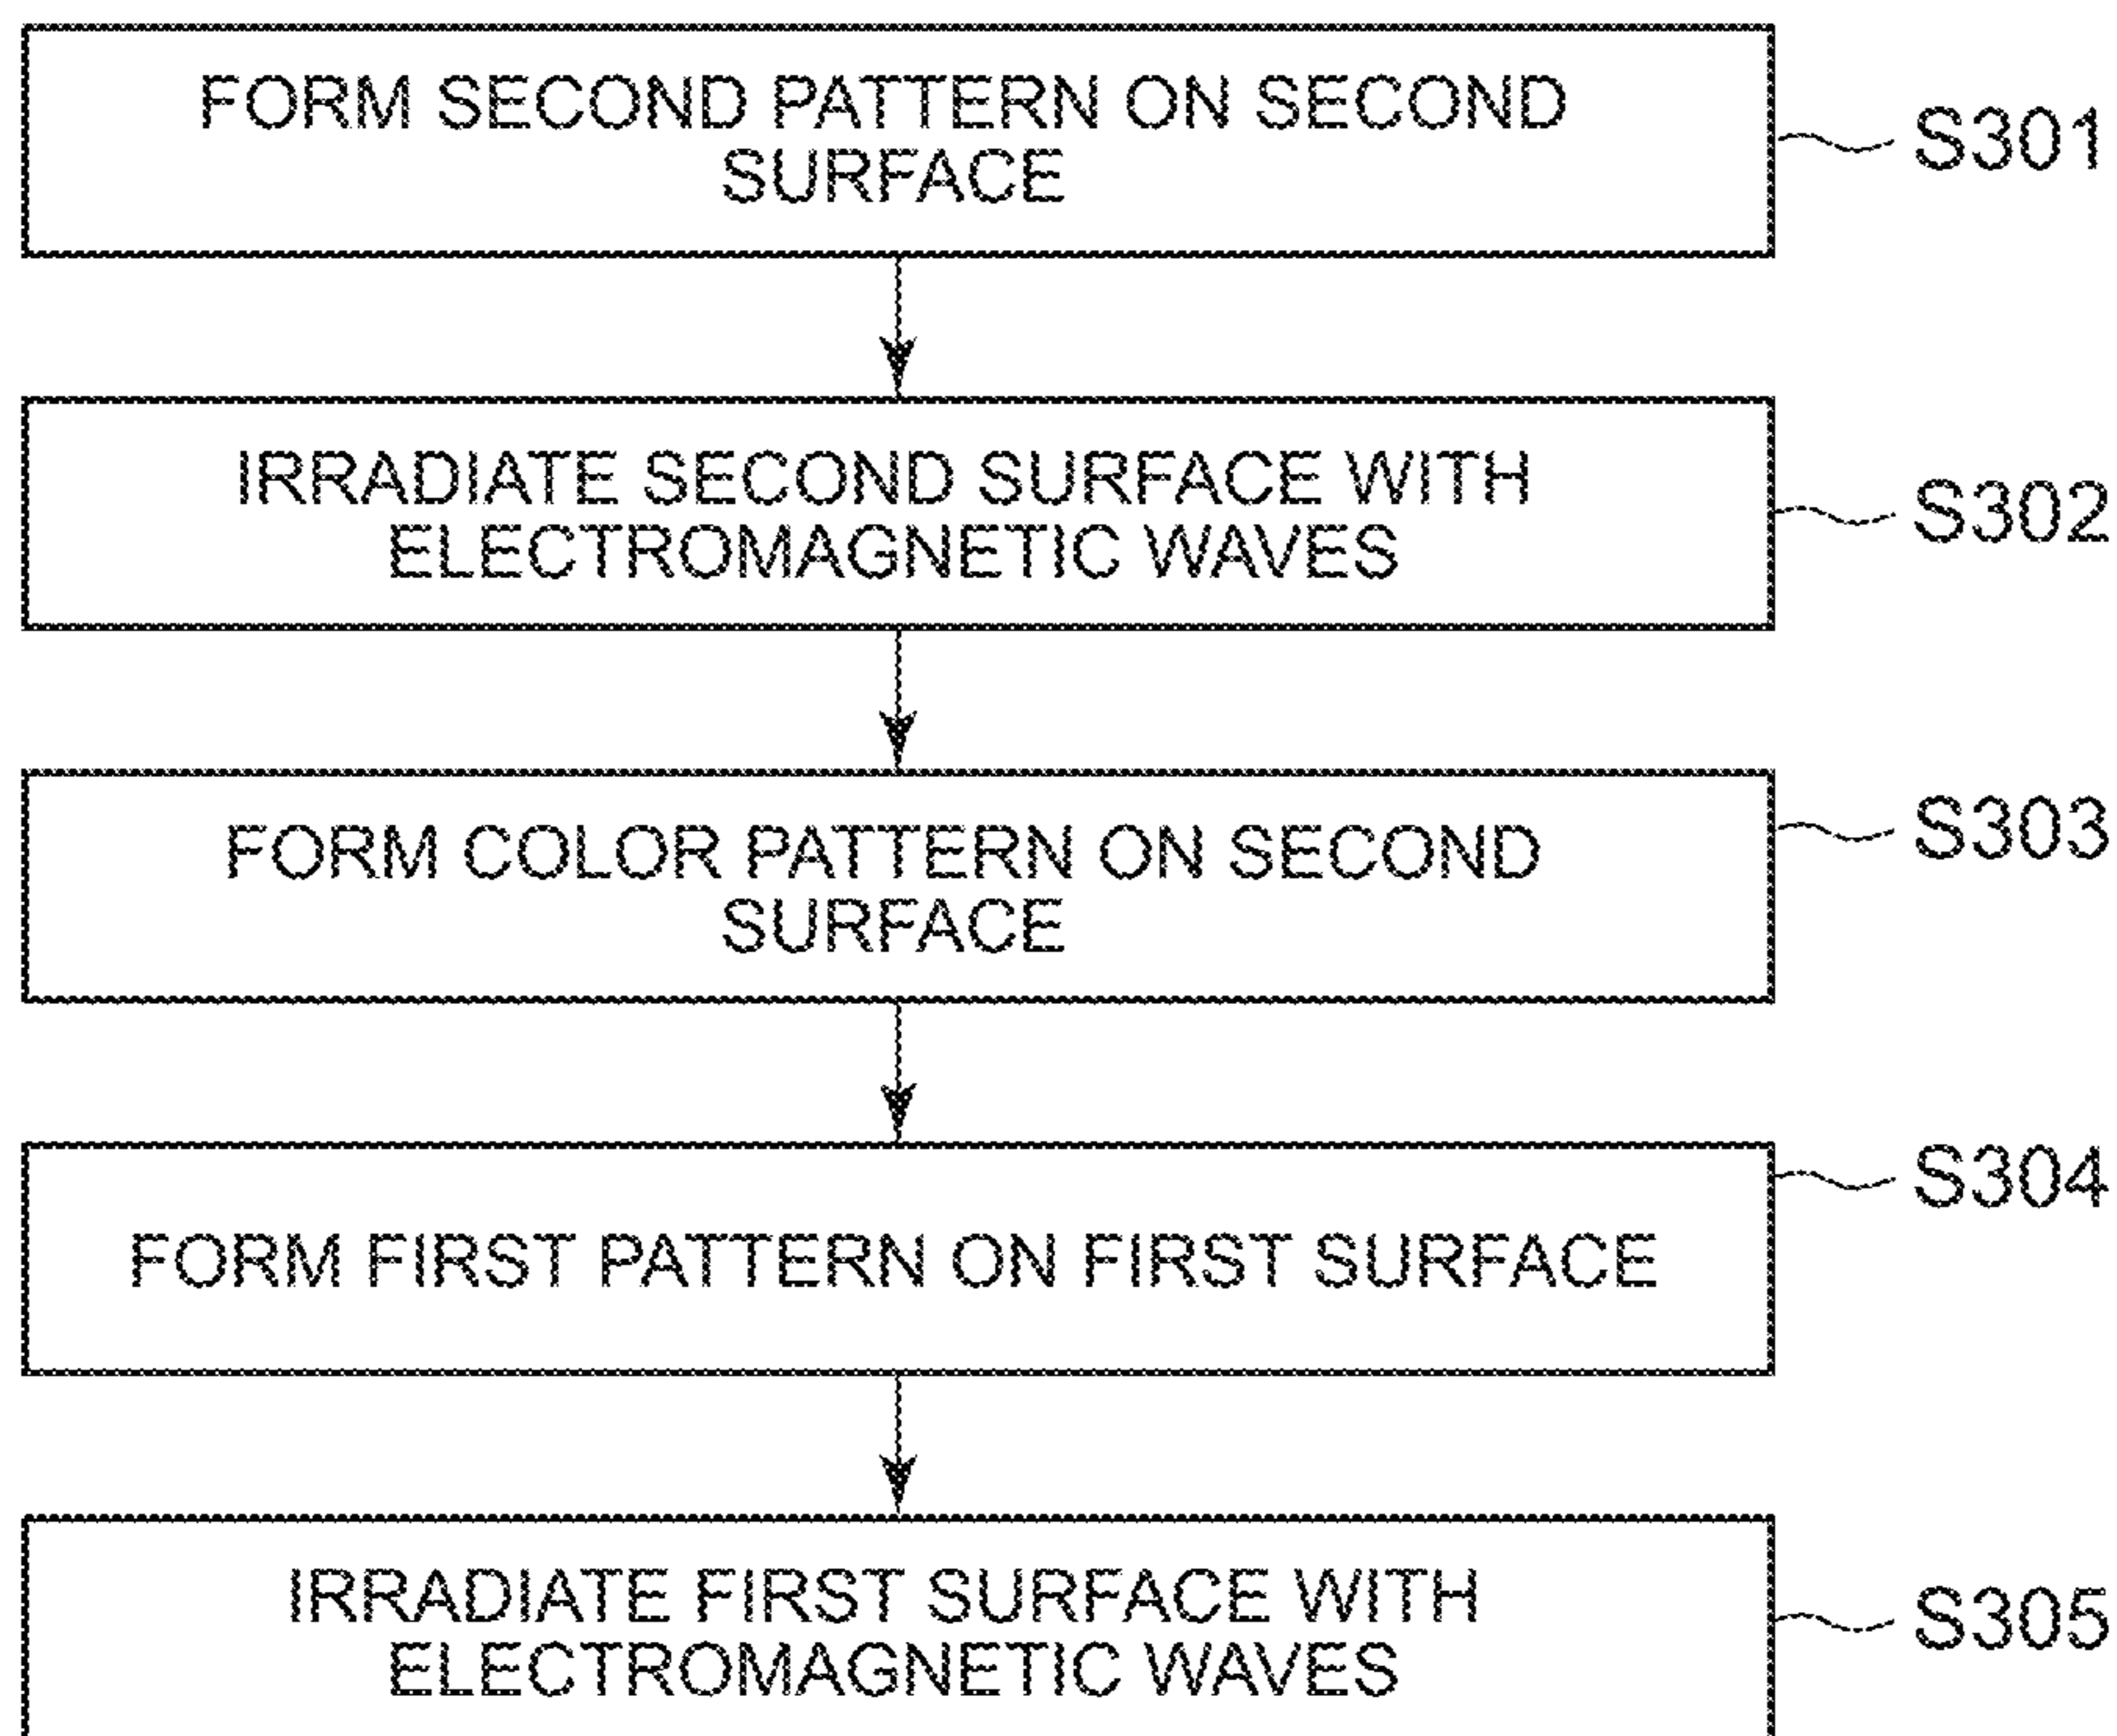 FORM SECOND PATTERN ON SECOND
SURFACE
S301
IRRADIATE SECOND SURFACE WITH
ELECTROMAGNETIC WAVES
S302
FORM COLOR PATTERN ON SECOND
SURFACE
S303
FORM FIRST PATTERN ON FIRST SURFACE
S304
IRRADIATE FIRST SURFACE WITH
ELECTROMAGNETIC WAVES
S305